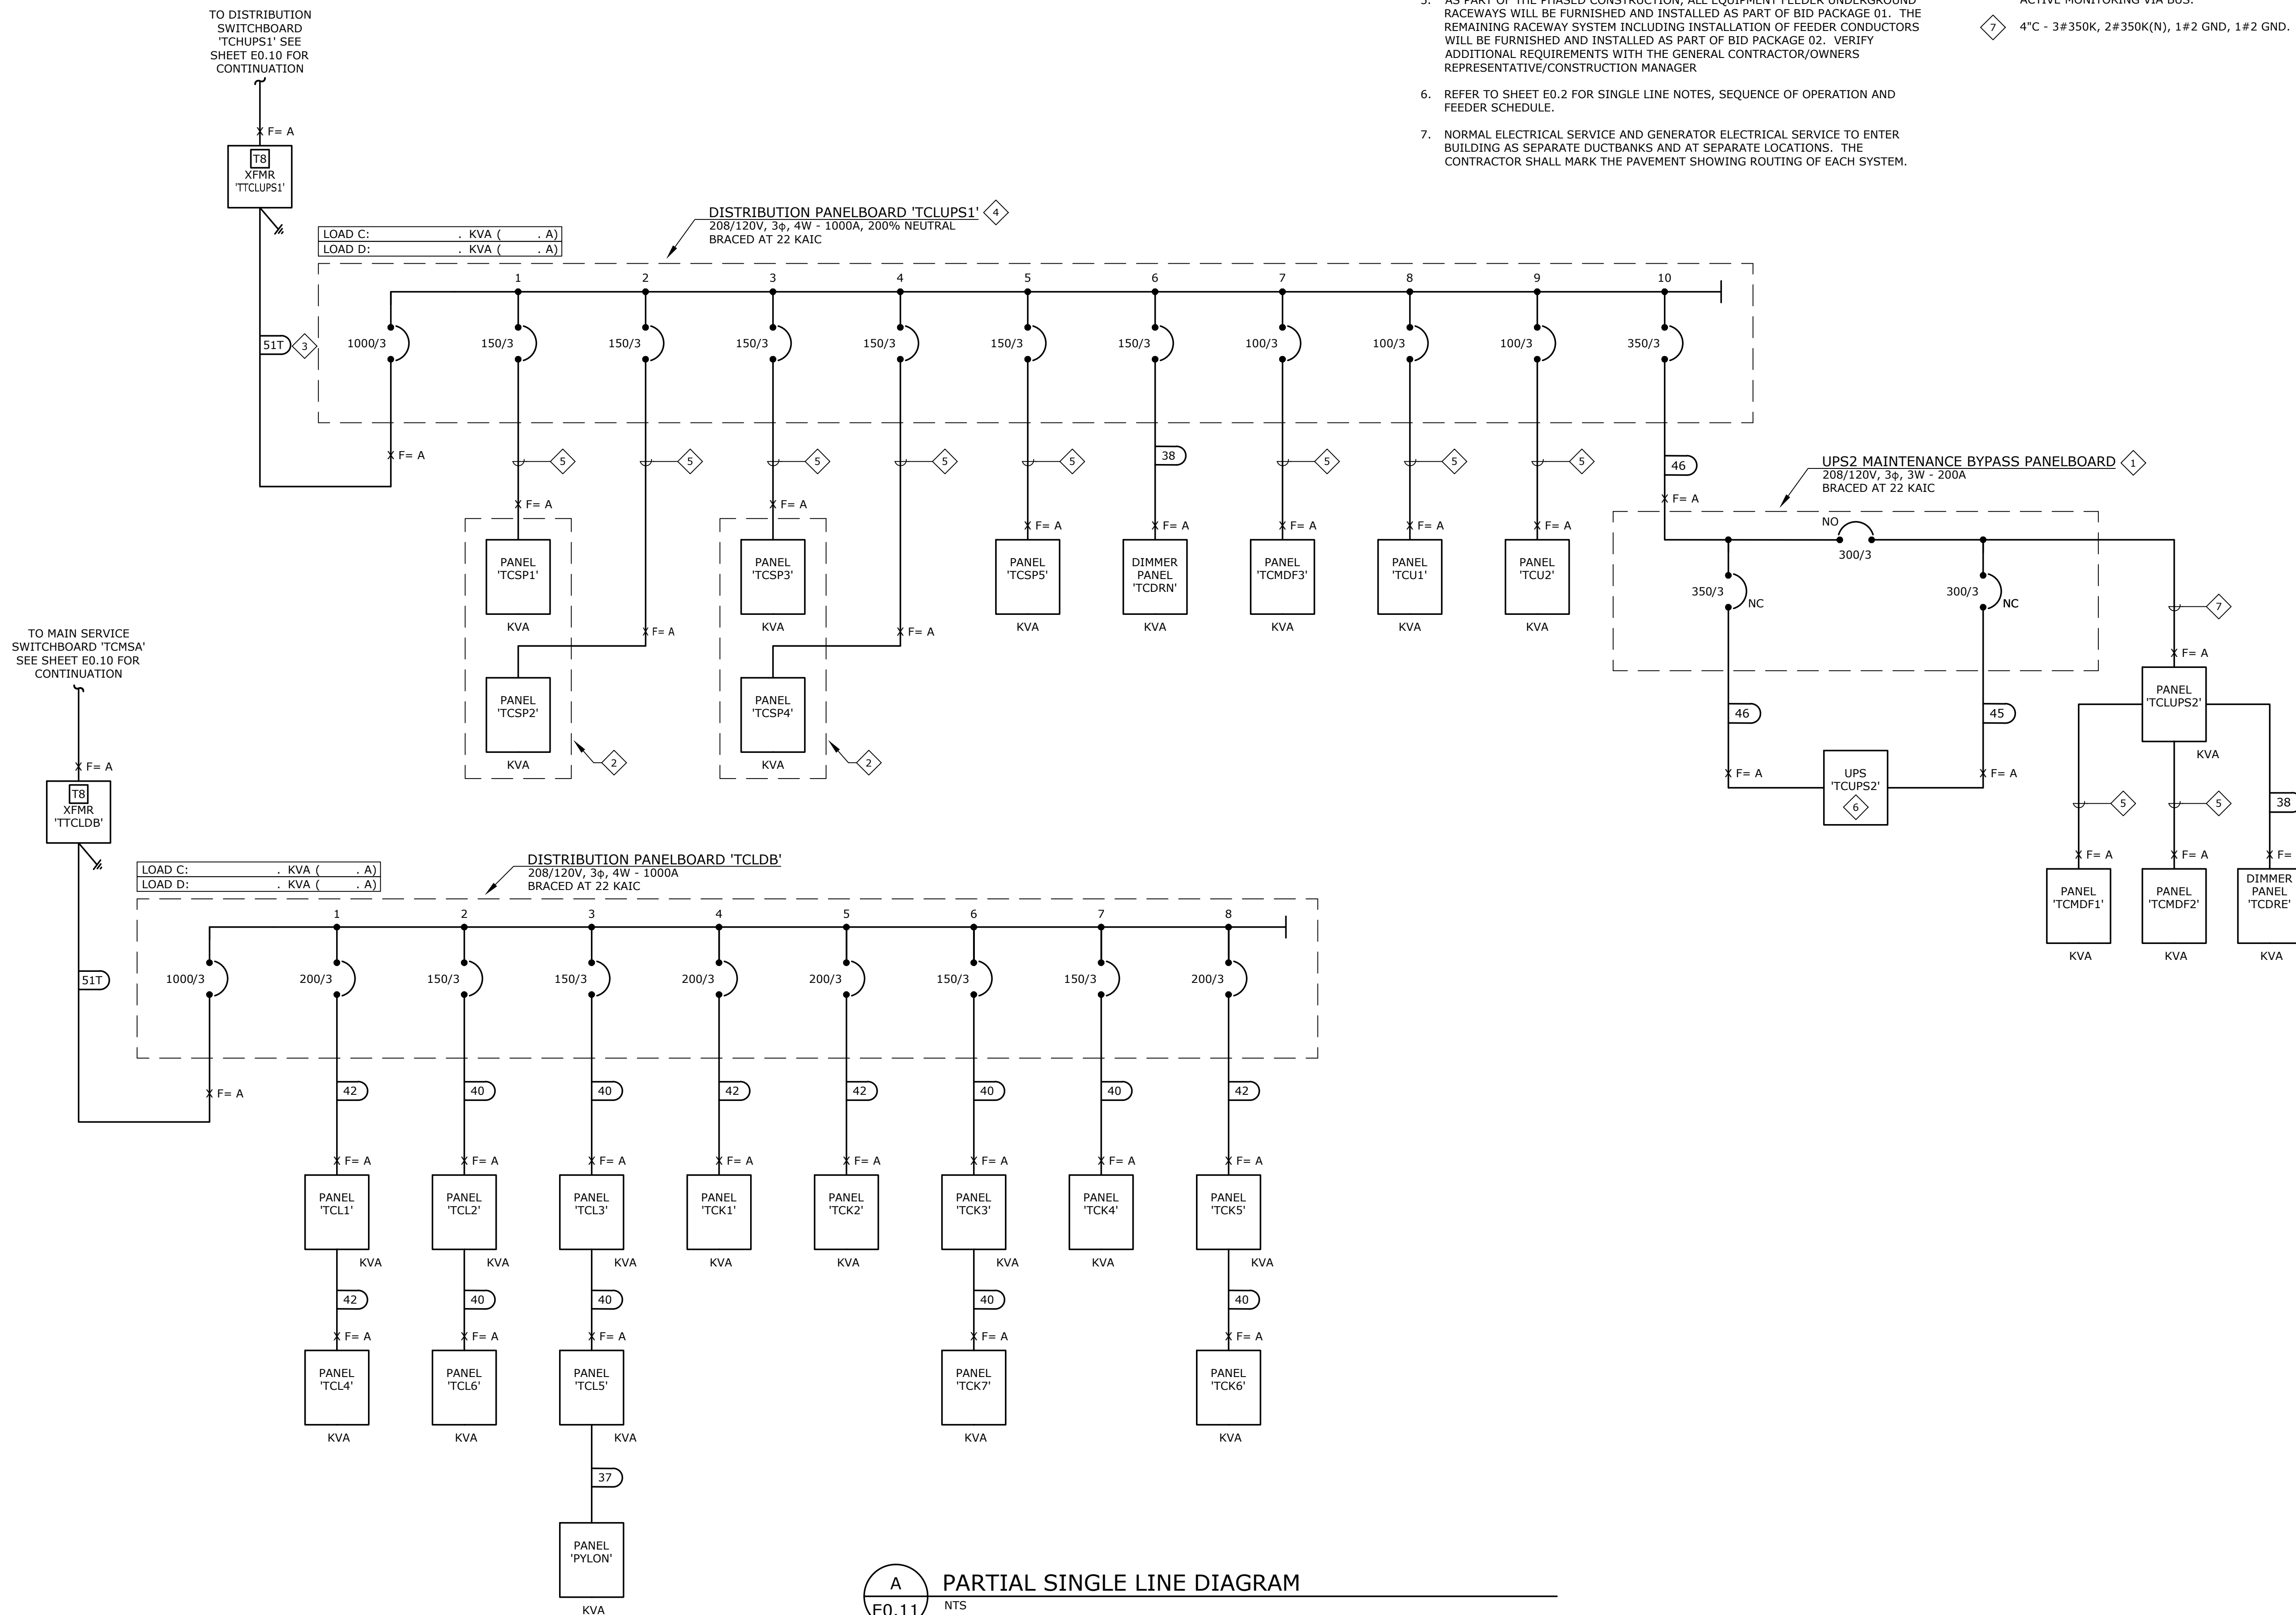 TO DISTRIBUTION
SWITCHBOARD
'TCHUPS1' SEE
SHEET E0.10 FOR
CONTINUATION
F= A
T8
XFMR
'TTCLUPS1'
51T
3
5. AS PART OF THE PHASED CONSTRUCTION, ALL EQUIPMENT FEEDER UNDERGROUND
RACEWAYS WILL BE FURNISHED AND INSTALLED AS PART OF BID PACKAGE 01. THE
REMAINING RACEWAY SYSTEM INCLUDING INSTALLATION OF FEEDER CONDUCTORS
WILL BE FURNISHED AND INSTALLED AS PART OF BID PACKAGE 02. VERIFY
ADDITIONAL REQUIREMENTS WITH THE GENERAL CONTRACTOR/OWNERS
REPRESENTATIVE/CONSTRUCTION MANAGER
6. REFER TO SHEET E0.2 FOR SINGLE LINE NOTES, SEQUENCE OF OPERATION AND
FEEDER SCHEDULE.
7. NORMAL ELECTRICAL SERVICE AND GENERATOR ELECTRICAL SERVICE TO ENTER
BUILDING AS SEPARATE DUCTBANKS AND AT SEPARATE LOCATIONS. THE
CONTRACTOR SHALL MARK THE PAVEMENT SHOWING ROUTING OF EACH SYSTEM.
ACTIVE MONITORING VIA BUS.
7 4"C - 3#350K, 2#350K(N), 1#2 GND, 1#2 GND.
LOAD C: . KVA ( . A)
LOAD D: . KVA ( . A)
DISTRIBUTION PANELBOARD 'TCLUPS1' 4
208/120V, 3φ, 4W - 1000A, 200% NEUTRAL
BRACED AT 22 KAIC
1 2 3 4 5 6 7 8 9 10
1000/3 150/3 150/3 150/3 150/3 150/3 150/3 100/3 100/3 100/3 350/3
F= A 5 5 5 5 5 38 5 5 5 46
F= A F= A F= A
F= A F= A F= A F= A F= A
PANEL
'TCSP1'
KVA
PANEL
'TCSP3'
KVA
PANEL
'TCSP5'
KVA
DIMMER
PANEL
'TCDRN'
KVA
PANEL
'TCMDF3'
KVA
PANEL
'TCU1'
KVA
PANEL
'TCU2'
KVA
F= A F= A
PANEL
'TCSP2'
KVA
2
PANEL
'TCSP4'
KVA
2
UPS2 MAINTENANCE BYPASS PANELBOARD 1
208/120V, 3φ, 3W - 200A
BRACED AT 22 KAIC
NO
300/3
350/3 NC
300/3 NC
7
F= A
46
45
F= A
UPS
'TCUPS2'
6
F= A
PANEL
'TCLUPS2'
KVA
5 5 38
F= A F= A F=
PANEL
'TCMDF1'
KVA
PANEL
'TCMDF2'
KVA
DIMMER
PANEL
'TCDRE'
KVA
TO MAIN SERVICE
SWITCHBOARD 'TCMSA'
SEE SHEET E0.10 FOR
CONTINUATION
F= A
T8
XFMR
'TTCLDB'
51T
LOAD C: . KVA ( . A)
LOAD D: . KVA ( . A)
DISTRIBUTION PANELBOARD 'TCLDB'
208/120V, 3φ, 4W - 1000A
BRACED AT 22 KAIC
1 2 3 4 5 6 7 8
1000/3 200/3 150/3 150/3 200/3 200/3 150/3 150/3 200/3
F= A 42 40 40 42 42 40 40 42
F= A F= A F= A F= A F= A F= A F= A F= A
PANEL
'TCL1'
KVA
PANEL
'TCL2'
KVA
PANEL
'TCL3'
KVA
PANEL
'TCK1'
KVA
PANEL
'TCK2'
KVA
PANEL
'TCK3'
KVA
PANEL
'TCK4'
KVA
PANEL
'TCK5'
KVA
42 40 40 40 40
F= A F= A F= A F= A F= A
PANEL
'TCL4'
KVA
PANEL
'TCL6'
KVA
PANEL
'TCL5'
KVA
PANEL
'TCK7'
KVA
PANEL
'TCK6'
KVA
37
PANEL
'PYLON'
KVA
A
E0.11
PARTIAL SINGLE LINE DIAGRAM
NTS